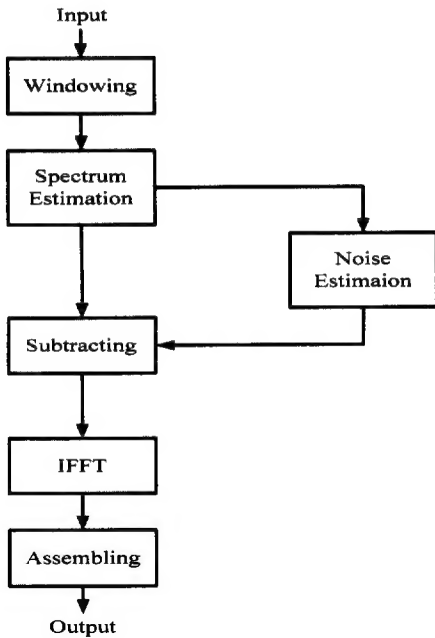 Input
Windowing
Spectrum
Estimation
Noise
Estimaion
Subtracting
IFFT
Assembling
Output